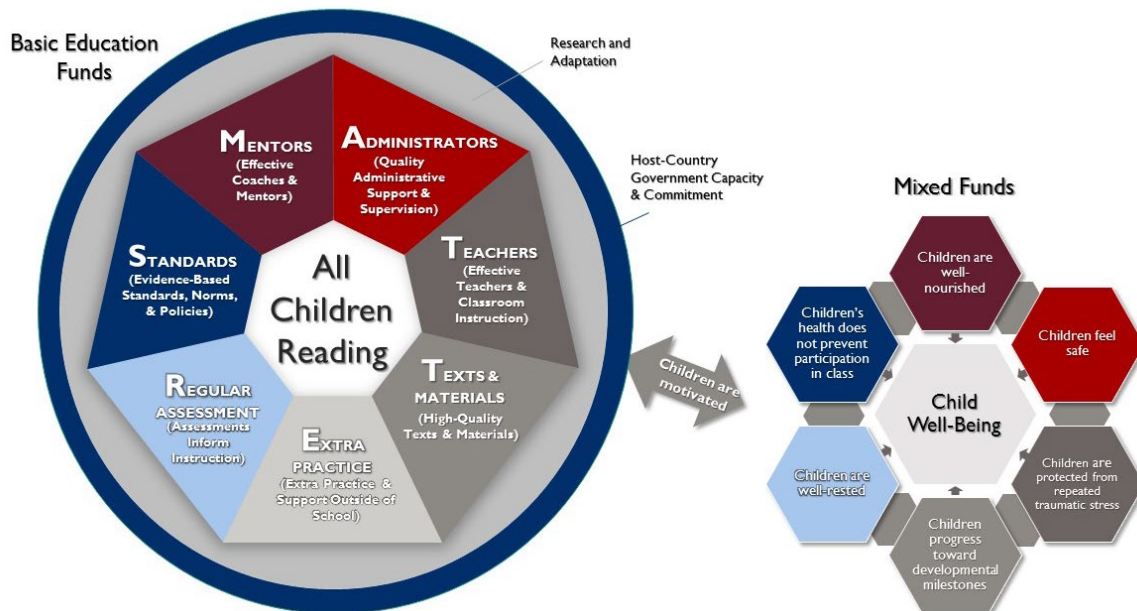 Basic Education
Funds
Research and
Adaptation
Host-Country
Government Capacity
& Commitment
MENTORS
(Effective
Coaches &
Mentors)
ADMINISTRATORS
(Quality
Administrative
Support &
Supervision)
STANDARDS
(Evidence-Based
Standards, Norms,
& Policies)
TEACHERS
(Effective
Teachers &
Classroom
Instruction)
All
Children
Reading
REGULAR
ASSESSMENT
(Assessments
Inform
Instruction)
TEXTS &
MATERIALS
(High-Quality
Texts & Materials)
EXTRA
PRACTICE
(Extra Practice &
Support Outside of
School)
Children are
motivated
Mixed Funds
Children are
well-
nourished
Children's
health does
not prevent
participation
in class
Children feel
safe
Child
Well-Being
Children are
well-rested
Children are
protected from
repeated
traumatic stress
Children
progress
toward
developmental
milestones